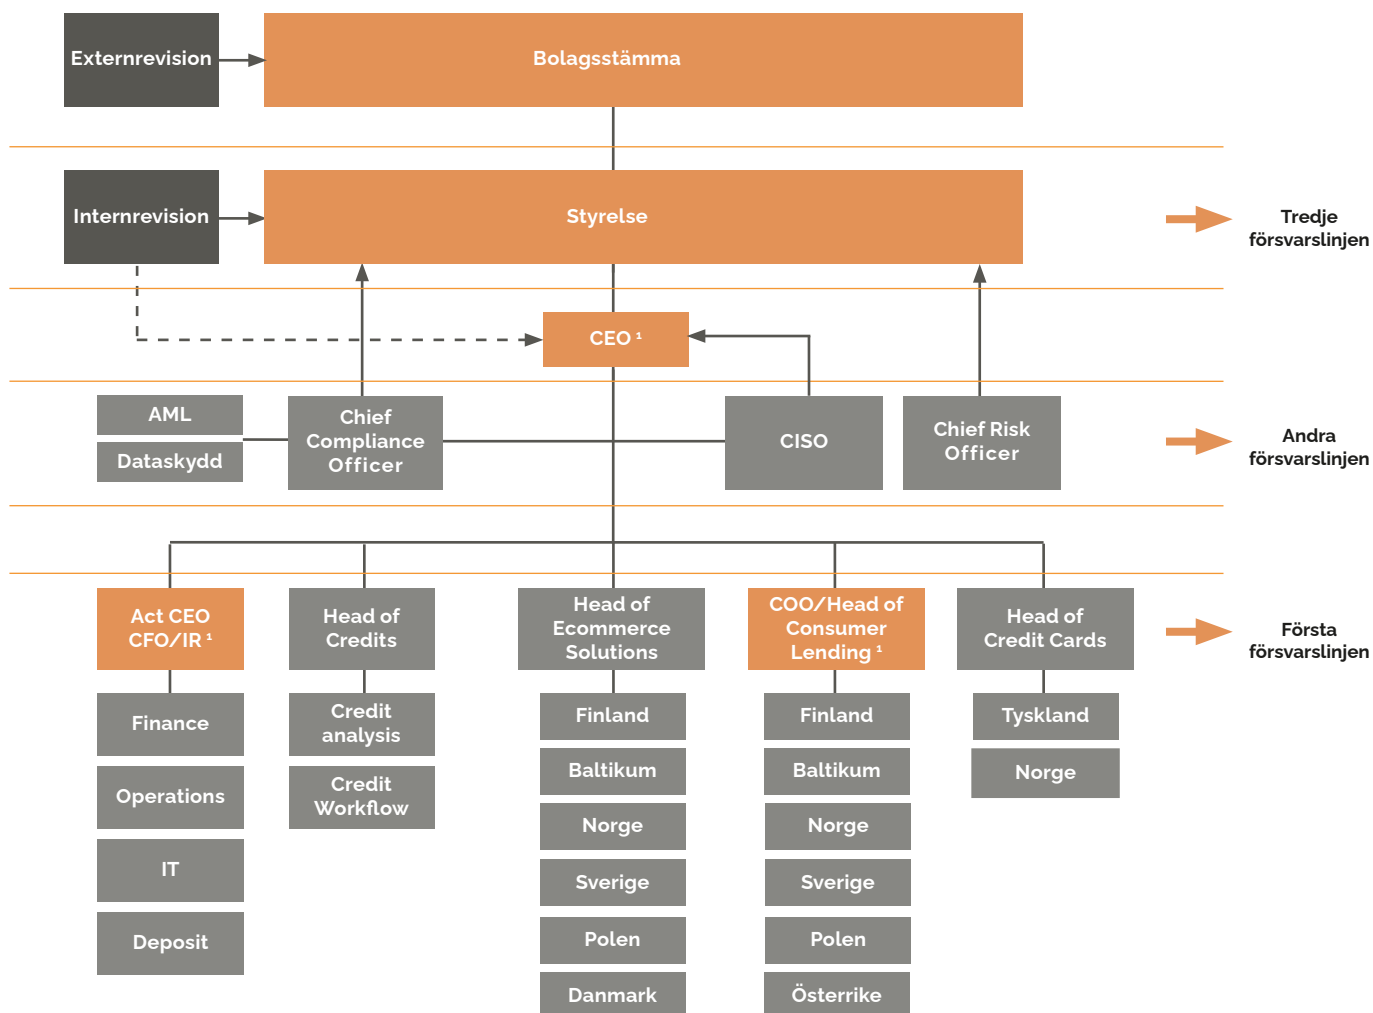 Externrevision
Bolagsstämma
Internrevision
Styrelse
Tredje
försvarslinjen
CEO ¹
AML
Dataskydd
Chief
Compliance
Officer
CISO
Chief Risk
Officer
Andra
försvarslinjen
Act CEO
CFO/IR ¹
Head of
Credits
Head of
Ecommerce
Solutions
COO/Head of
Consumer
Lending ¹
Head of
Credit Cards
Första
försvarslinjen
Finance
Operations
IT
Deposit
Credit
analysis
Credit
Workflow
Finland
Baltikum
Norge
Sverige
Polen
Danmark
Finland
Baltikum
Norge
Sverige
Polen
Österrike
Tyskland
Norge